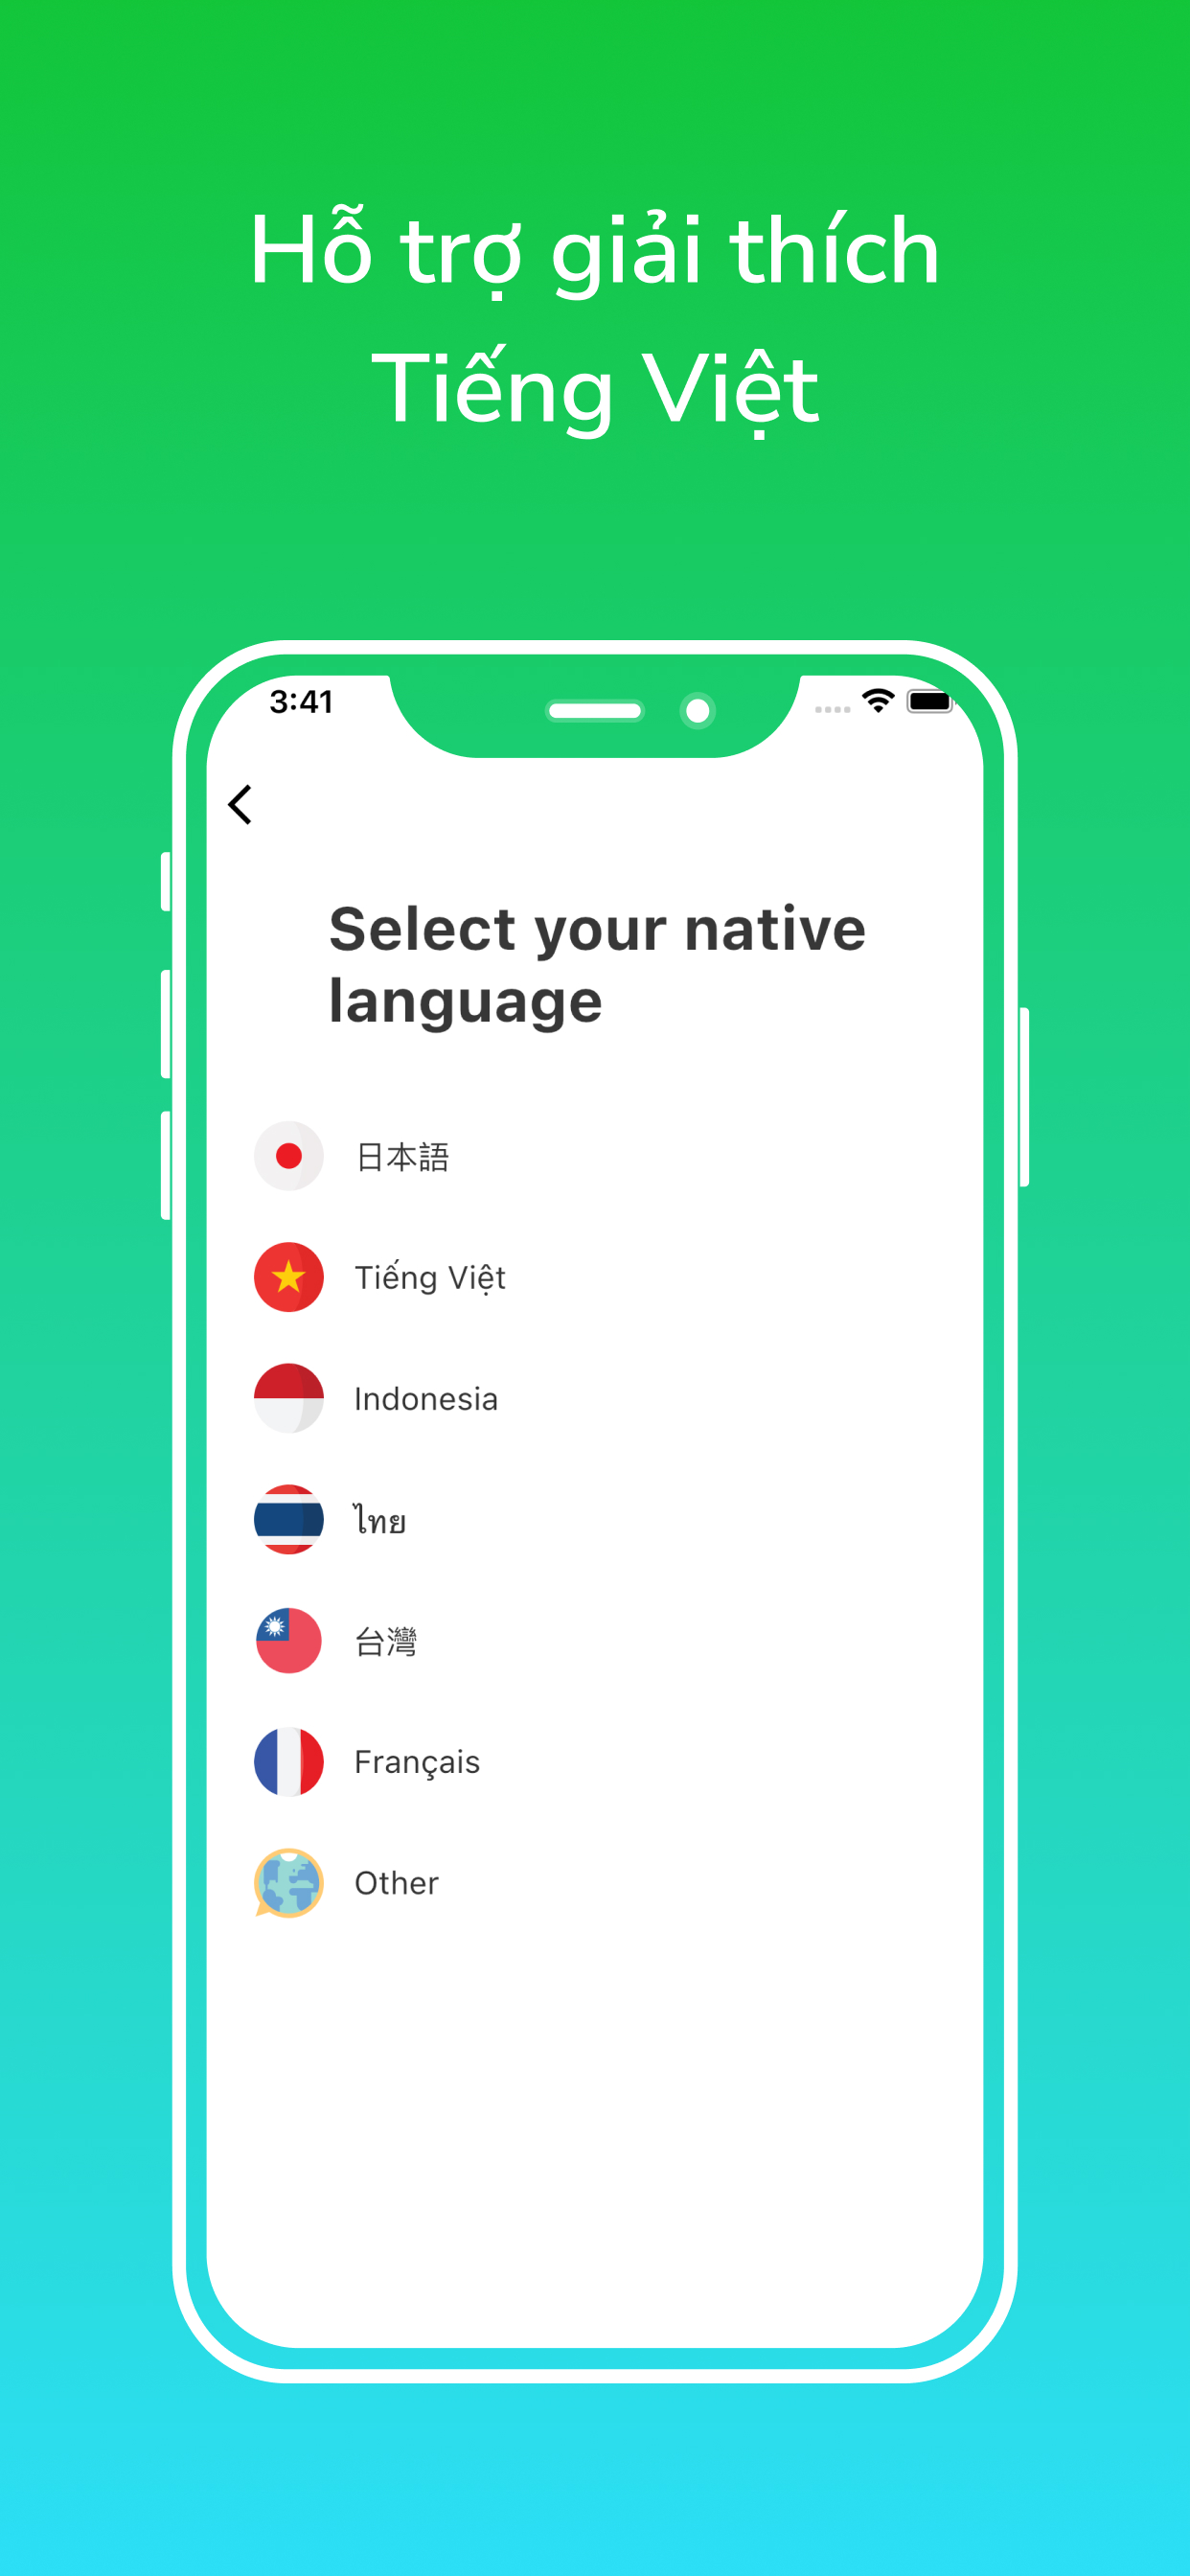 Hỗ trợ giải thích
Tiếng Việt
3:41
Select your native
language
日本語
Tiếng Việt
Indonesia
ไทย
台灣
Français
Other